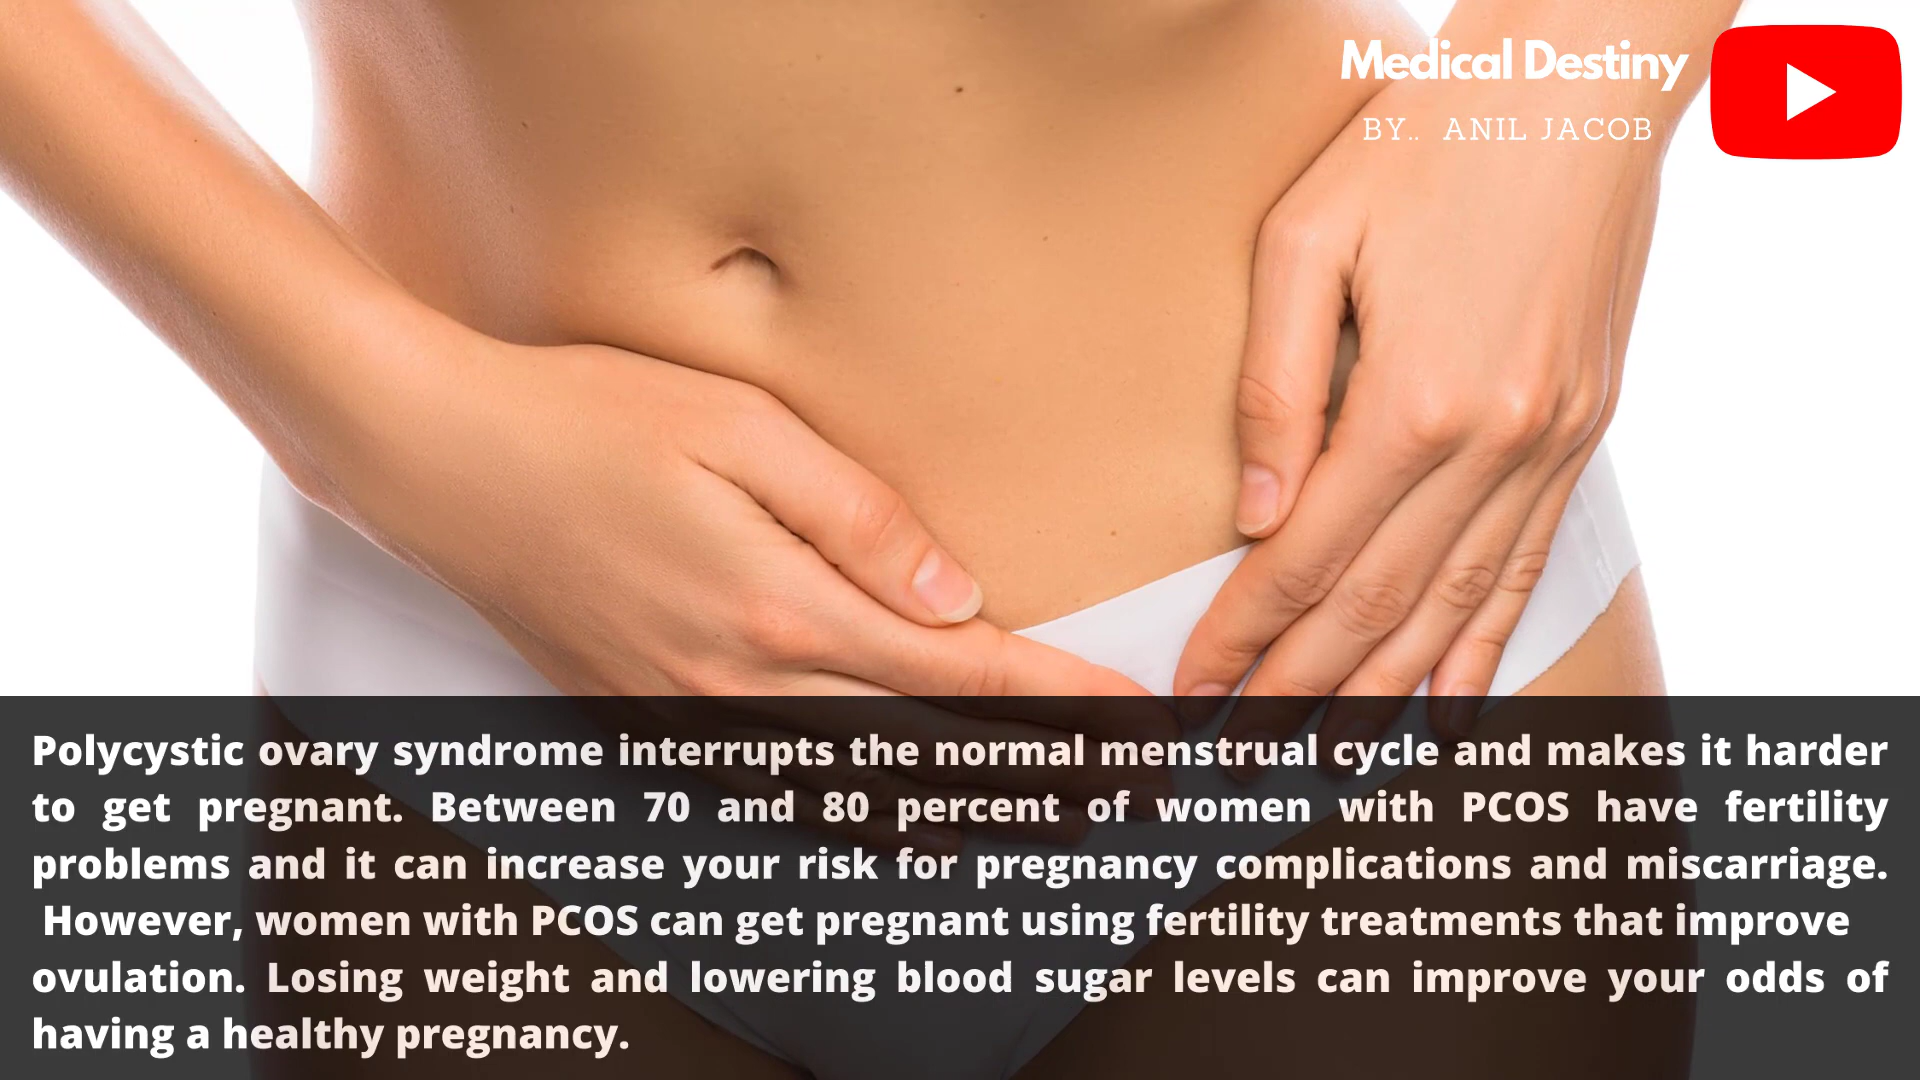 Medical Destiny
BY.. ANIL JACOB
Polycystic ovary syndrome interrupts the normal menstrual cycle and makes it harder
to get pregnant. Between 70 and 80 percent of women with PCOS have fertility
problems and it can increase your risk for pregnancy complications and miscarriage.
However, women with PCOS can get pregnant using fertility treatments that improve
ovulation. Losing weight and lowering blood sugar levels can improve your odds of
having a healthy pregnancy.